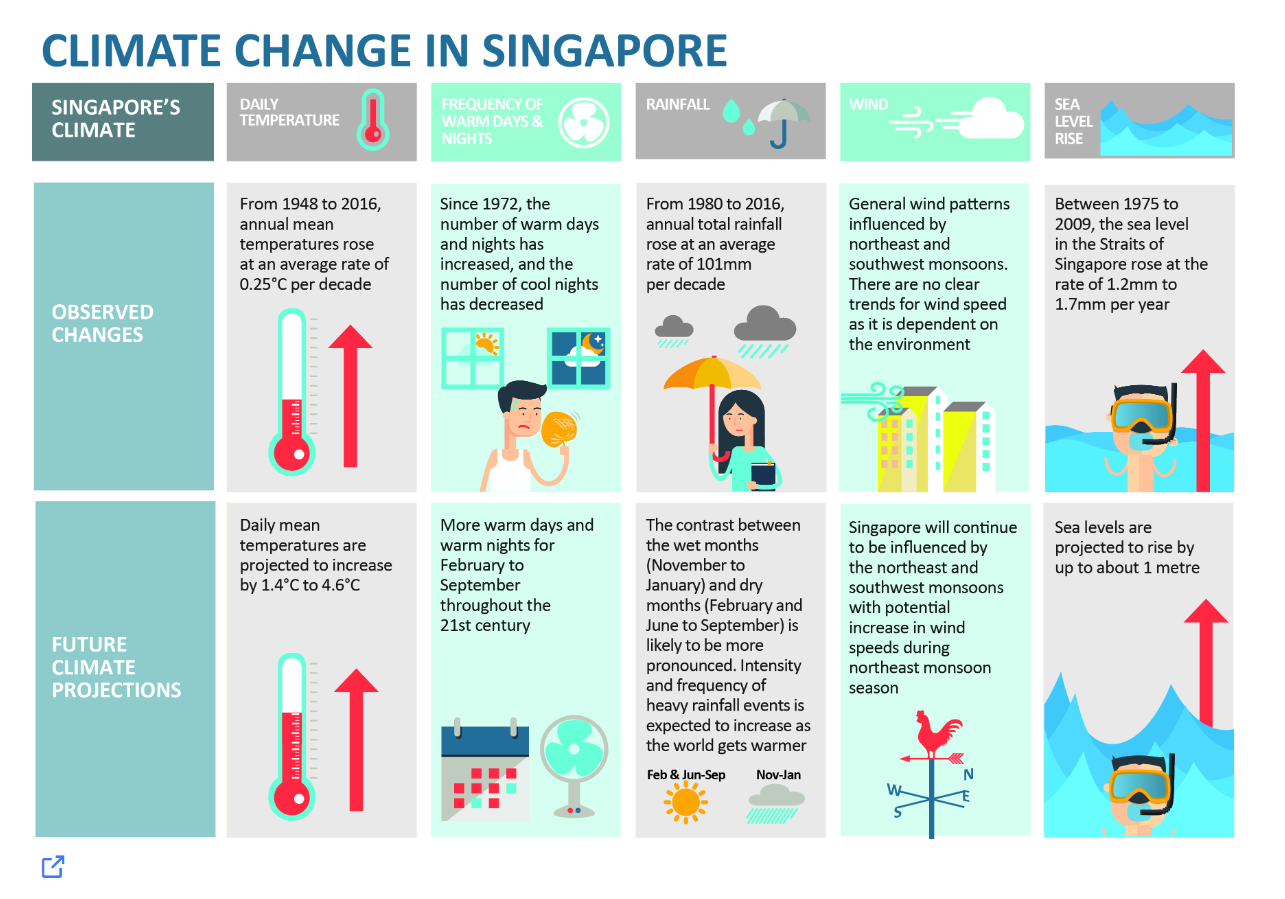 CLIMATE CHANGE IN SINGAPORE
SINGAPORE'S
CLIMATE
DAILY
TEMPERATURE
FREQUENCY OF
WARM DAYS &
NIGHTS
RAINFALL
WIND
SEA
LEVEL
RISE
OBSERVED
CHANGES
From 1948 to 2016,
annual mean
temperatures rose
at an average rate of
0.25°C per decade
Since 1972, the
number of warm days
and nights has
increased, and the
number of cool nights
has decreased
From 1980 to 2016,
annual total rainfall
rose at an average
rate of 101mm
per decade
General wind patterns
influenced by
northeast and
southwest monsoons.
There are no clear
trends for wind speed
as it is dependent on
the environment
Between 1975 to
2009, the sea level
in the Straits of
Singapore rose at the
rate of 1.2mm to
1.7mm per year
FUTURE
CLIMATE
PROJECTIONS
Daily mean
temperatures are
projected to increase
by 1.4°C to 4.6°C
More warm days and
warm nights for
February to
September
throughout the
21st century
The contrast between
the wet months
(November to
January) and dry
months (February and
June to September) is
likely to be more
pronounced. Intensity
and frequency of
heavy rainfall events is
expected to increase as
the world gets warmer
Feb & Jun-Sep
Nov-Jan
Singapore will continue
to be influenced by
the northeast and
southwest monsoons
with potential
increase in wind
speeds during
northeast monsoon
season
N
W
E
S
Sea levels are
projected to rise by
up to about 1 metre